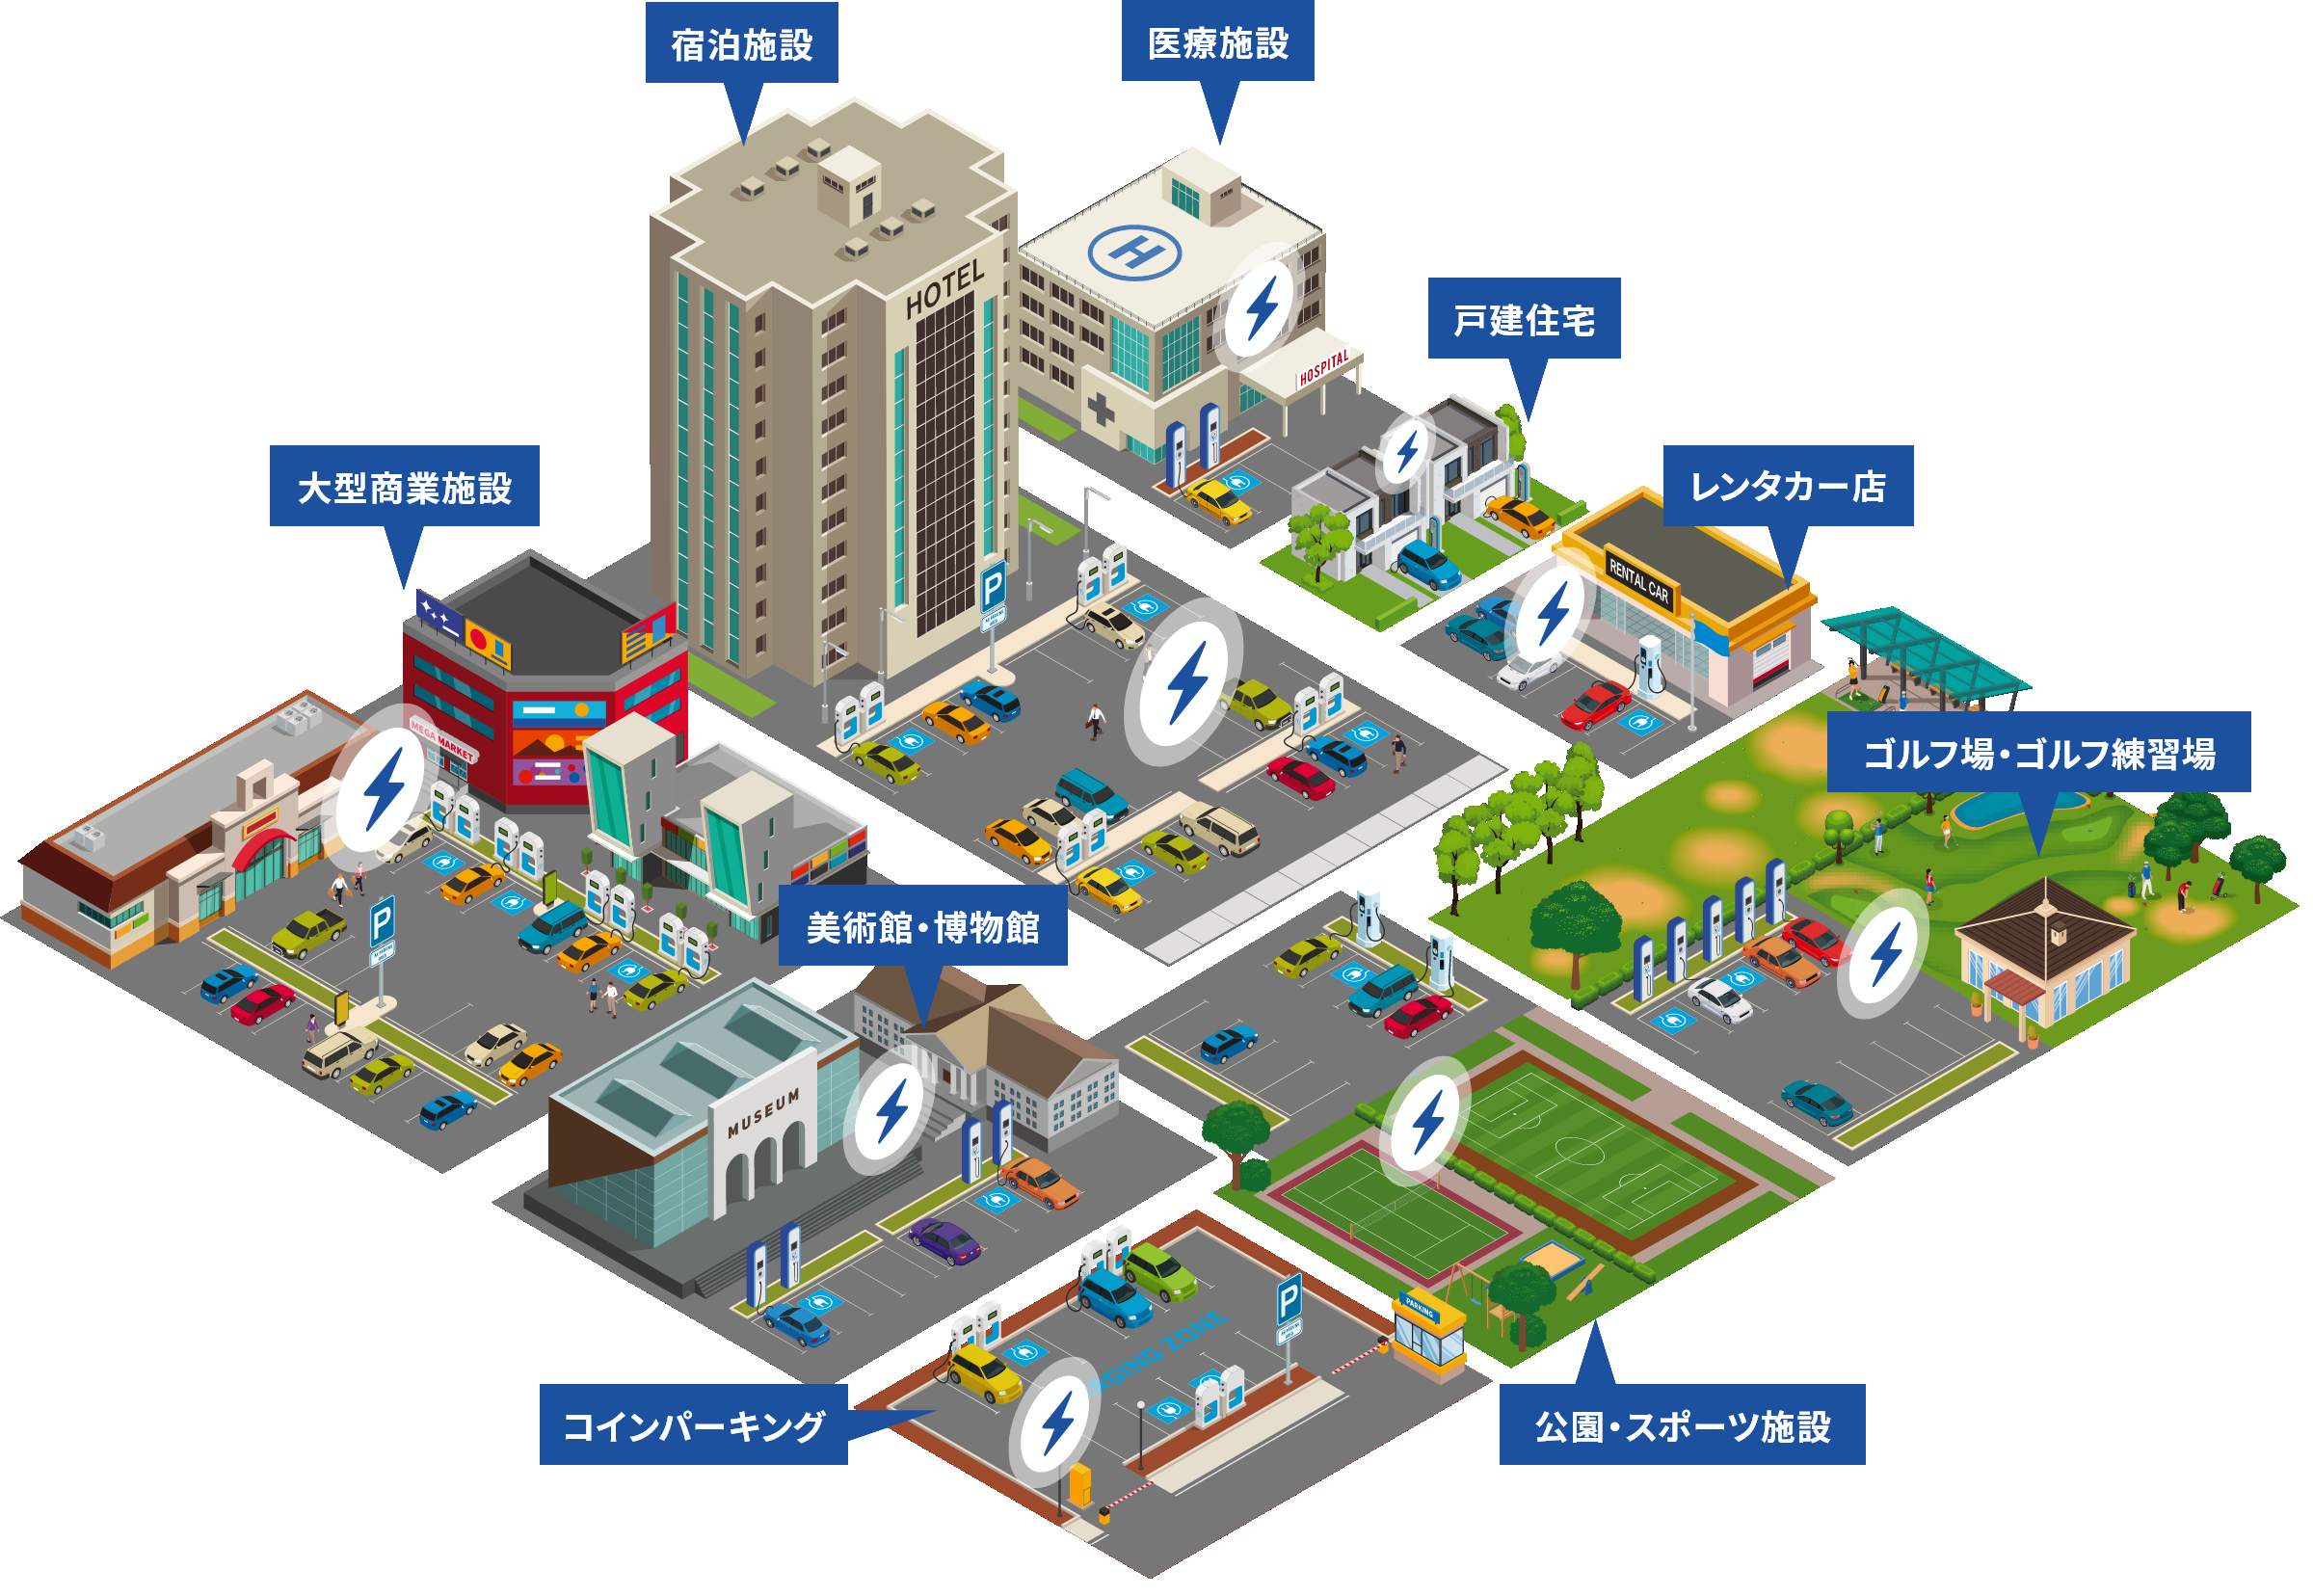 宿泊施設
医療施設
HOTEL
HOSPITAL
戸建住宅
大型商業施設
レンタカー店
RENTAL CAR
P
H
MEGA MARKET
ゴルフ場・ゴルフ練習場
P
美術館・博物館
MUSEUM
P
PARKING
RGING ZONE
コインパーキング
公園・スポーツ施設